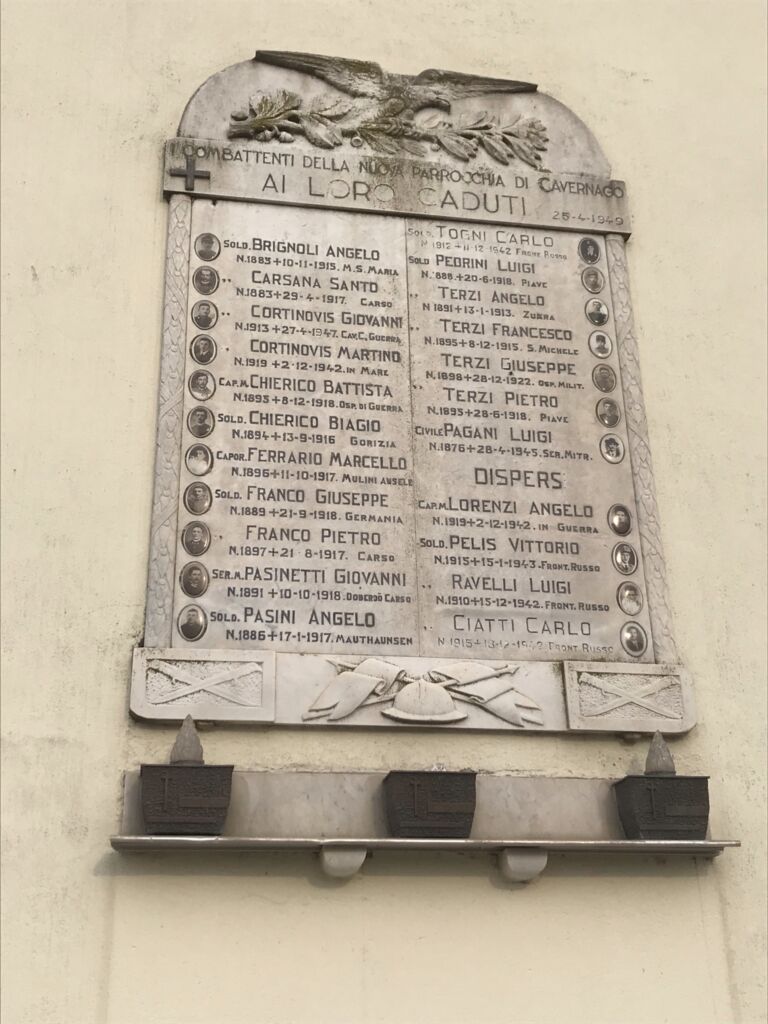 I COMBATTENTI DELLA NUOVA PARROCCHIA DI CAVERNAGO
AI LORO CADUTI
25-4-1949
SOLD. BRIGNOLI ANGELO
N.1883+10-11-1915. M.S. MARIA
.. CARSANA SANTO
N.1883+29-4-1917. CARSO
.. CORTINOVIS GIOVANNI
N.1913+27-4-1947. CAV.C. GUERRA
. CORTINOVIS MARTINO
N.1919+2-12-1942. IN MARE
CAP.M. CHIERICO BATTISTA
N.1893+8-12-1918. OSP. DI GUERRA
SOLD. CHIERICO BIAGIO
N.1894+13-9-1916 GORIZIA
CAPOR. FERRARIO MARCELLO
N.1896+11-10-1917. MULINI
SOLD. FRANCO GIUSEPPE
N.1889+21-9-1918. GERMANIA
. FRANCO PIETRO
N.1897+21 8-1917. CARSO
SER.M. PASINETTI GIOVANNI
N.1891+10-10-1918. DOBERDÒ CARSO
SOLD. PASINI ANGELO
N.1886+17-1-1917. MAUTHAUNSEN
SOLD. TOGNI CARLO
N.1912+11-12-1942 FRONT RUSSO
SOLD PEDRINI LUIGI
N.'888+20-6-1918. PIAVE
.. TERZI ANGELO
N.1891+13-1-1913. ZUARA
.. TERZI FRANCESCO
N.1895+8-12-1915. S. MICHELE
TERZI GIUSEPPE
N.1898+28-12-1922. OSP. MILIT.
.. TERZI PIETRO
N.1893+28-6-1918. PIAVE
CIVILE PAGANI LUIGI
N.1876+28-4-1945. SER. MITR.
DISPERS
CAP.M. LORENZI ANGELO
N.1919+2-12-1942. IN GUERRA
SOLD. PELIS VITTORIO
N.1915+15-1-1943. FRONT. RUSSO
.. RAVELLI LUIGI
N.1910+15-12-1942. FRONT. RUSSO
.. CIATTI CARLO
FRONT RUSSO